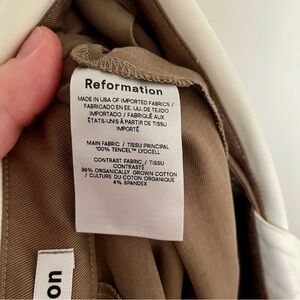 Reformation
MADE IN USA OF IMPORTED FABRICS /
FABRICADO EN EE. UU. DE TEJIDO
IMPORTADO / FABRIQUÉ AUX
ÉTATS-UNIS À PARTIR DE TISSU
IMPORTÉ
MAIN FABRIC / TISSU PRINCIPAL
100% TENCEL™ LYOCELL
CONTRAST FABRIC / TISSU
CONTRASTÉ
96% ORGANICALLY GROWN COTTON
/ CULTURE DU COTON ORGANIQUE
4% SPANDEX
on